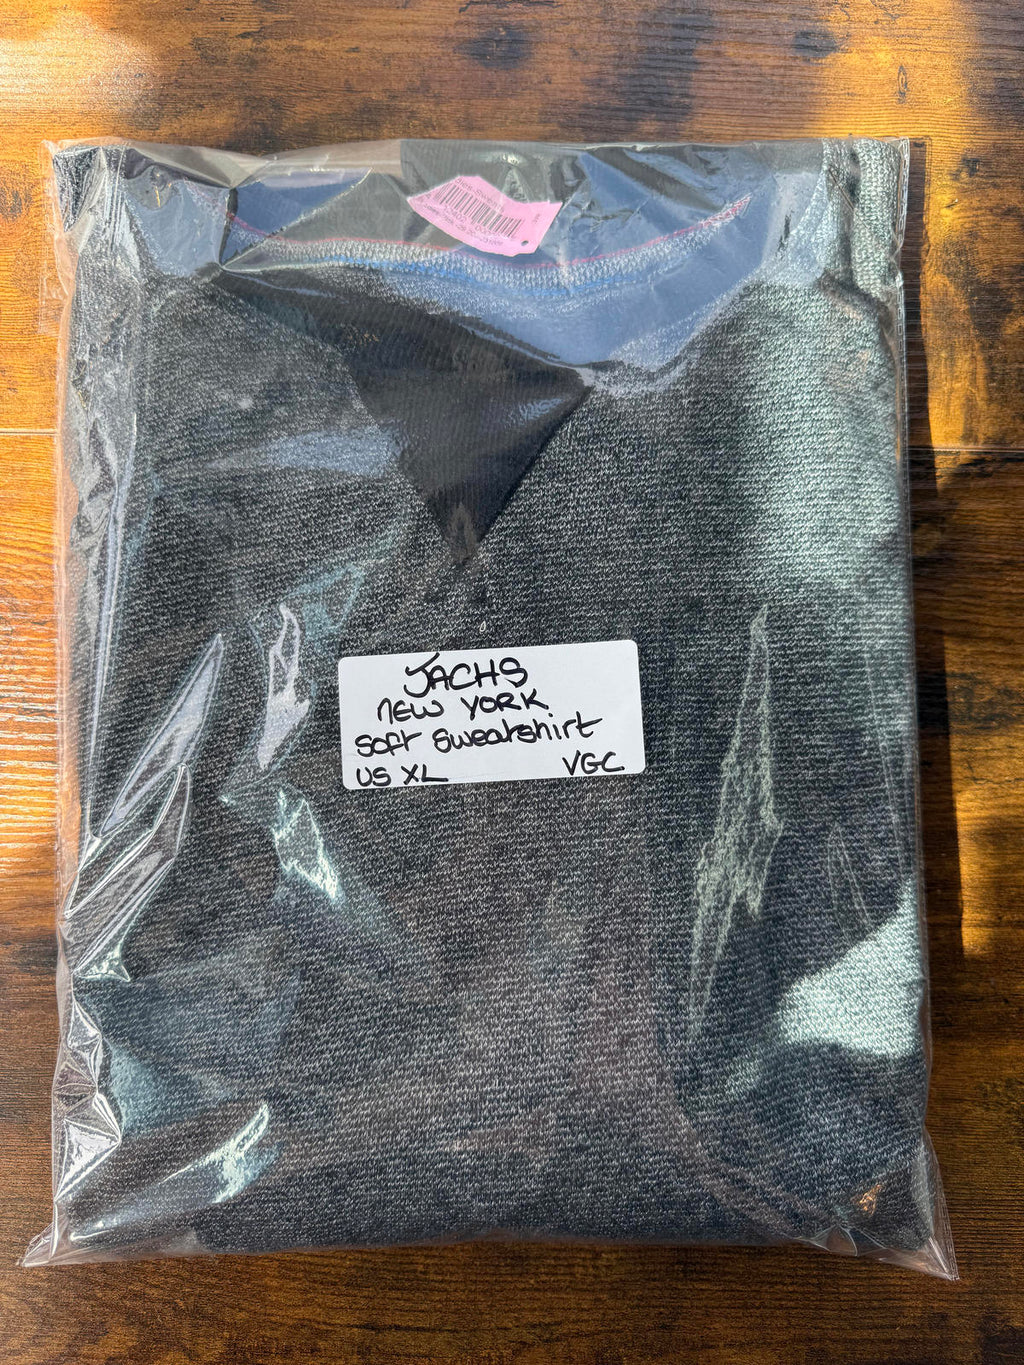 JACHS
NEW YORK
Soft Sweatshirt
US XL VGC